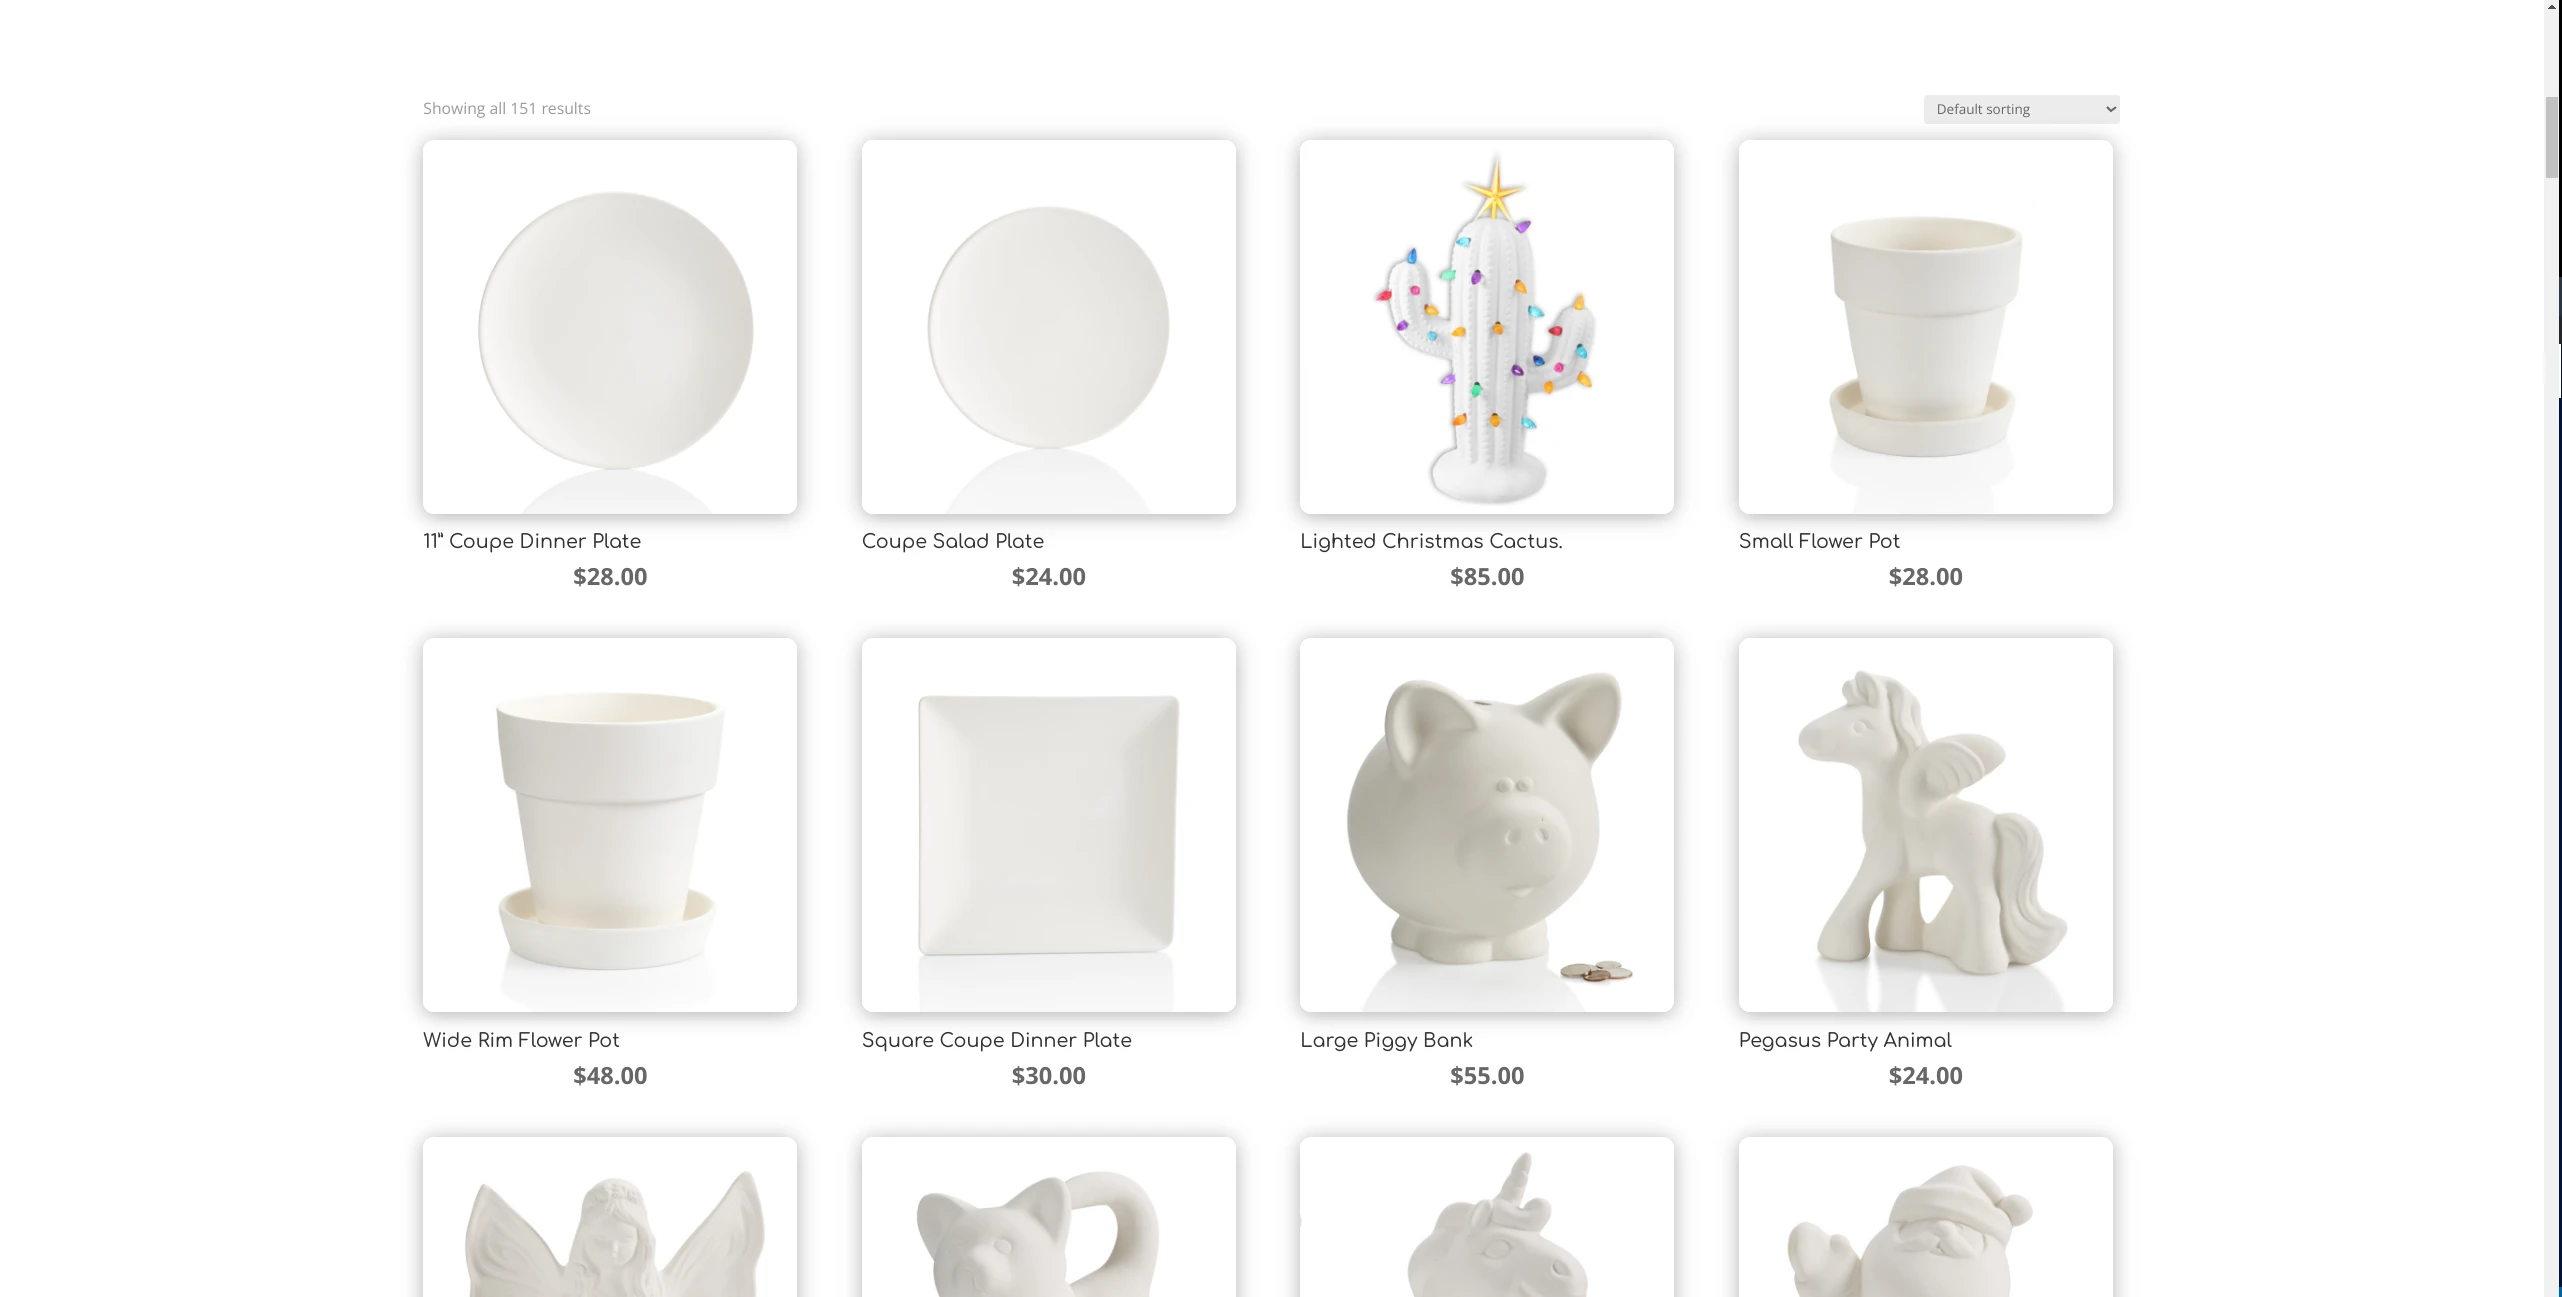 Showing all 151 results
Default sorting
11” Coupe Dinner Plate
$28.00
Coupe Salad Plate
$24.00
Lighted Christmas Cactus.
$85.00
Small Flower Pot
$28.00
Wide Rim Flower Pot
$48.00
Square Coupe Dinner Plate
$30.00
Large Piggy Bank
$55.00
Pegasus Party Animal
$24.00